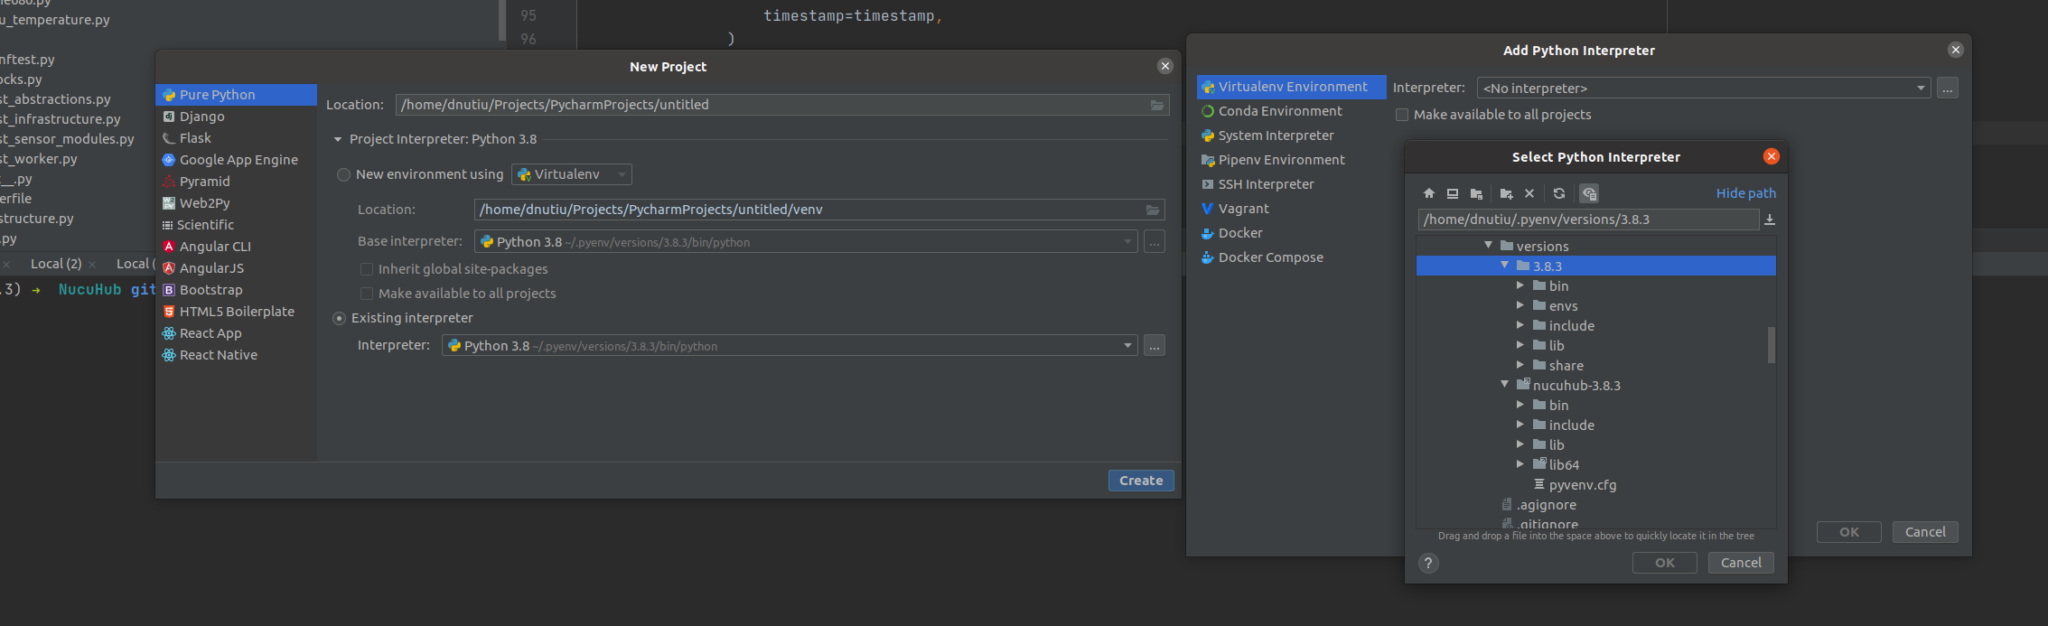 u_temperature.py
nftest.py
ocks.py
st_abstractions.py
st_infrastructure.py
st_sensor_modules.py
st_worker.py
t__.py
erfile
structure.py
.py
Local (2)
Local (
.3) → NucuHub git
95 timestamp=timestamp,
96 )
New Project
Pure Python
Django
Flask
Google App Engine
Pyramid
Web2Py
Scientific
Angular CLI
AngularJS
Bootstrap
HTML5 Boilerplate
React App
React Native
Location: /home/dnutiu/Projects/PycharmProjects/untitled
Project Interpreter: Python 3.8
New environment using Virtualenv
Location: /home/dnutiu/Projects/PycharmProjects/untitled/venv
Base interpreter: Python 3.8 ~/.pyenv/versions/3.8.3/bin/python ...
Inherit global site-packages
Make available to all projects
Existing interpreter
Interpreter: Python 3.8 ~/.pyenv/versions/3.8.3/bin/python ...
Create
Add Python Interpreter
Virtualenv Environment
Conda Environment
System Interpreter
Pipenv Environment
SSH Interpreter
Vagrant
Docker
Docker Compose
Interpreter: <No interpreter> ...
Make available to all projects
OK Cancel
Select Python Interpreter
Hide path
/home/dnutiu/.pyenv/versions/3.8.3
versions
3.8.3
bin
envs
include
lib
share
nucuhub-3.8.3
bin
include
lib
lib64
pyvenv.cfg
.agignore
.gitignore
Drag and drop a file into the space above to quickly locate it in the tree
? OK Cancel